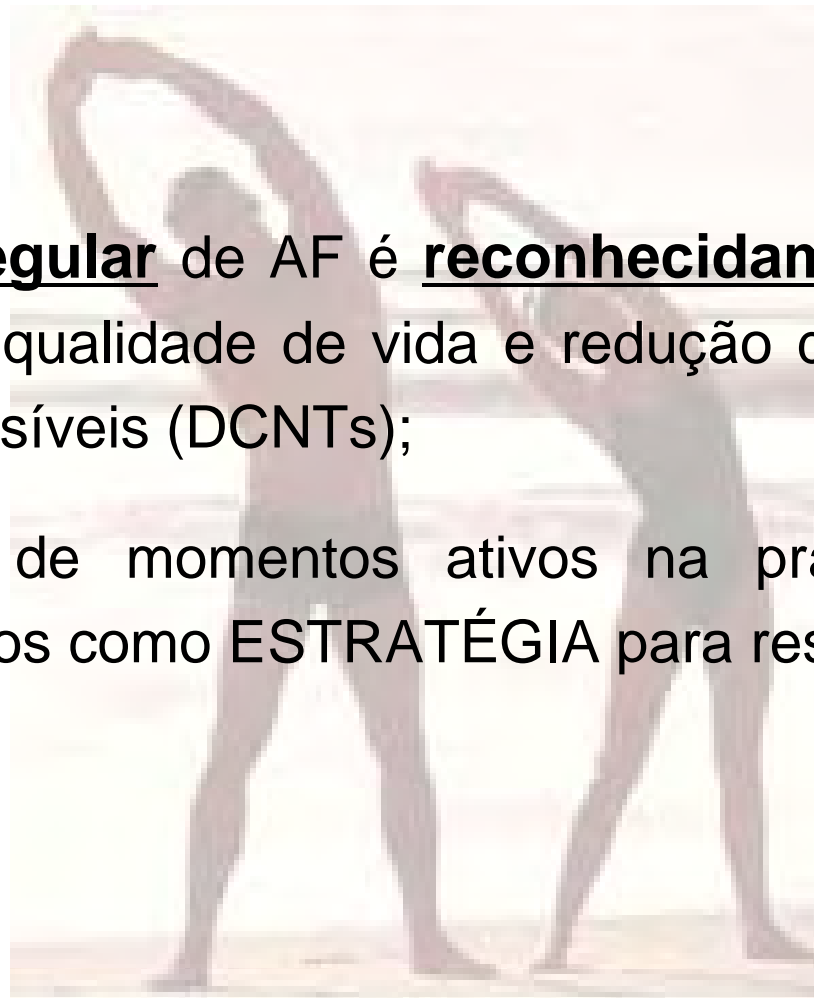 egular de AF é reconhecidam
qualidade de vida e redução
síveis (DCNTs);
de momentos ativos na pra
os como ESTRATÉGIA para res